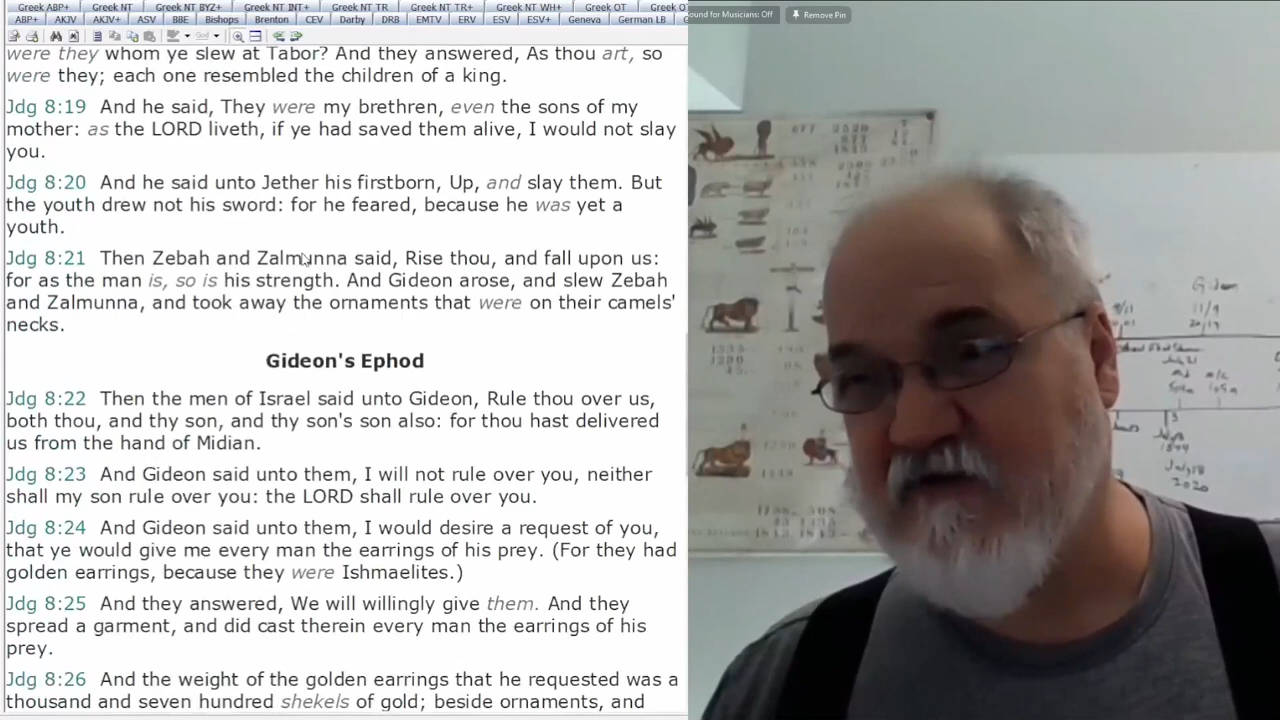 Greek ABP+ Greek NT Greek NT BYZ+ Greek NT INT+ Greek NT TR Greek NT TR+ Greek NT WH+ Greek OT Greek O
ABP+ AKJV AKJV+ ASV BBE Bishops Brenton CEV Darby DRB EMTV ERV ESV ESV+ Geneva German LB
ound for Musicians: Off Remove Pin
were they whom ye slew at Tabor? And they answered, As thou art, so
were they; each one resembled the children of a king.
Jdg 8:19 And he said, They were my brethren, even the sons of my
mother: as the LORD liveth, if ye had saved them alive, I would not slay
you.
Jdg 8:20 And he said unto Jether his firstborn, Up, and slay them. But
the youth drew not his sword: for he feared, because he was yet a
youth.
Jdg 8:21 Then Zebah and Zalmunna said, Rise thou, and fall upon us:
for as the man is, so is his strength. And Gideon arose, and slew Zebah
and Zalmunna, and took away the ornaments that were on their camels'
necks.
Gideon's Ephod
Jdg 8:22 Then the men of Israel said unto Gideon, Rule thou over us,
both thou, and thy son, and thy son's son also: for thou hast delivered
us from the hand of Midian.
Jdg 8:23 And Gideon said unto them, I will not rule over you, neither
shall my son rule over you: the LORD shall rule over you.
Jdg 8:24 And Gideon said unto them, I would desire a request of you,
that ye would give me every man the earrings of his prey. (For they had
golden earrings, because they were Ishmaelites.)
Jdg 8:25 And they answered, We will willingly give them. And they
spread a garment, and did cast therein every man the earrings of his
prey.
Jdg 8:26 And the weight of the golden earrings that he requested was a
thousand and seven hundred shekels of gold; beside ornaments, and
677 2520
11/9
2019
July 18
2020